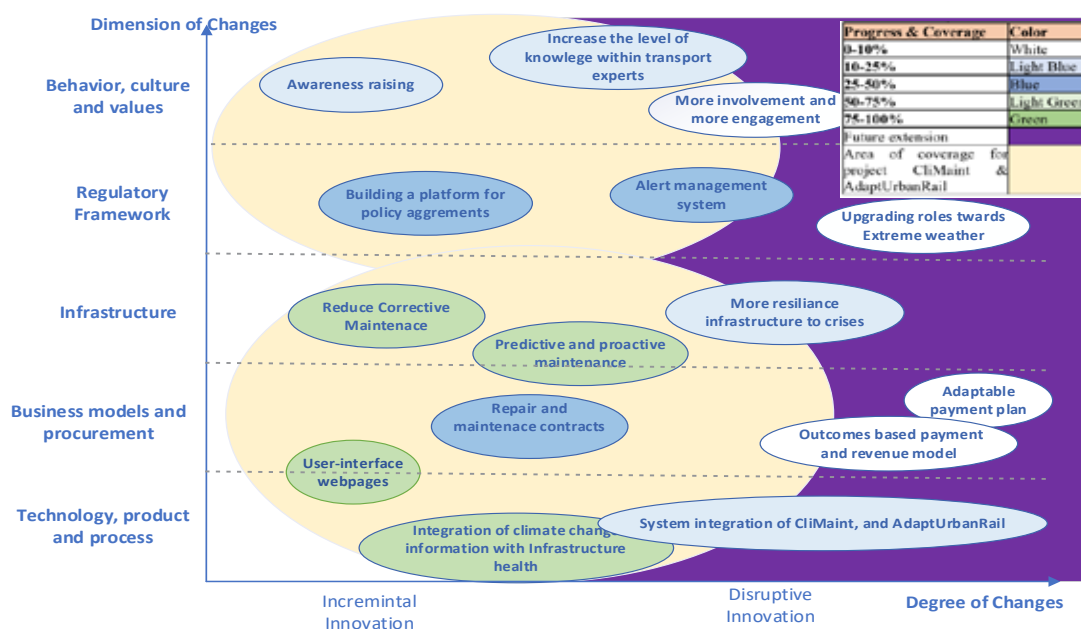 Dimension of Changes
Behavior, culture
and values
Regulatory
Framework
Infrastructure
Business models and
procurement
Technology, product
and process
Awareness raising
Increase the level of
knowlege within transport
experts
More involvement and
more engagement
Building a platform for
policy aggrements
Alert management
system
Upgrading roles towards
Extreme weather
Reduce Corrective
Maintenace
More resiliance
infrastructure to crises
Predictive and proactive
maintenance
Adaptable
payment plan
Repair and
maintenace contracts
Outcomes based payment
and revenue model
User-interface
webpages
System integration of CliMaint, and AdaptUrbanRail
Integration of climate change
information with Infrastructure
health
Incremintal
Innovation
Disruptive
Innovation
Degree of Changes
Progress & Coverage Color
0-10% White
10-25% Light Blue
25-50% Blue
50-75% Light Green
75-100% Green
Future extension
Area of coverage for
project CliMaint &
AdaptUrbanRail